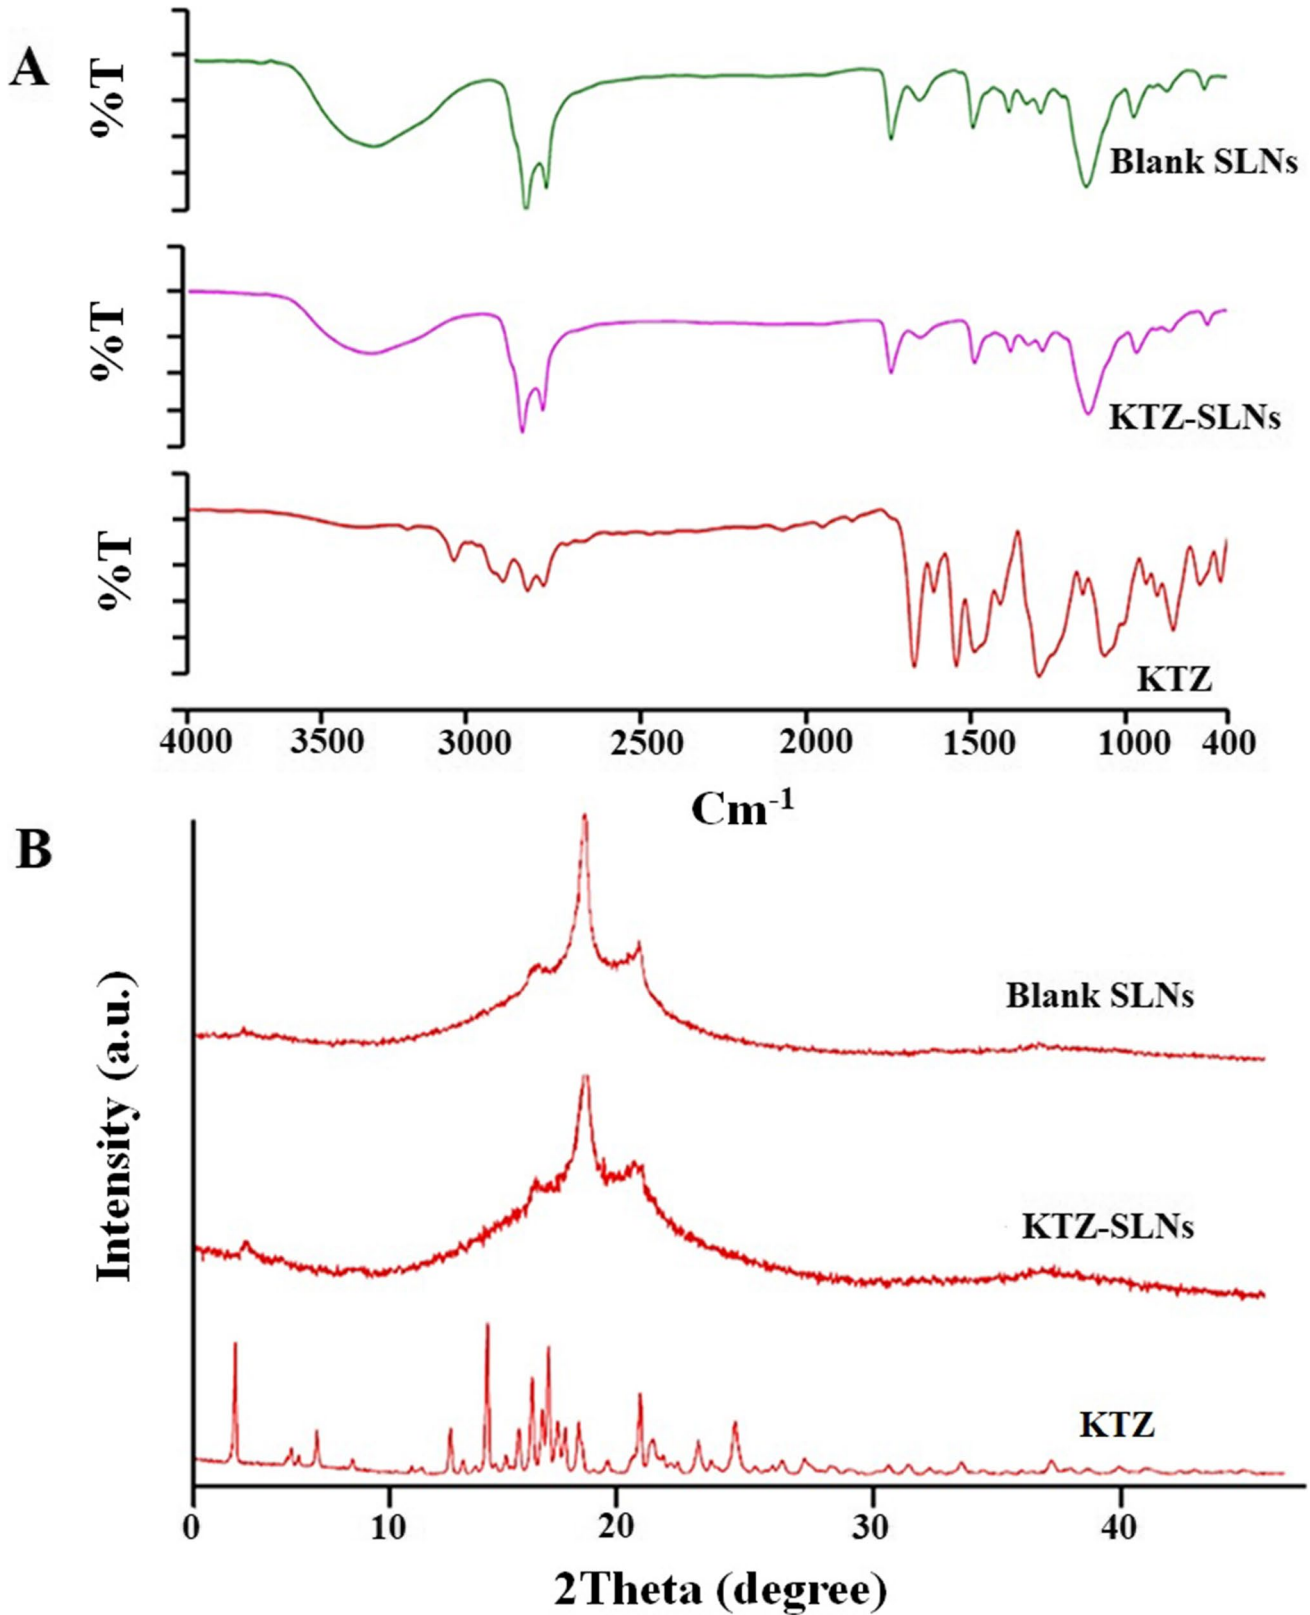 A
%T
Blank SLNs
%T
KTZ-SLNs
%T
KTZ
4000 3500 3000 2500 2000 1500 1000 400
Cm-1
B
Intensity (a.u.)
Blank SLNs
KTZ-SLNs
KTZ
0 10 20 30 40
2Theta (degree)